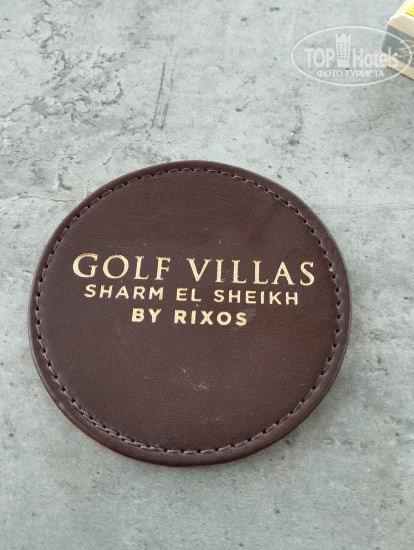 TOP Hotels
ФОТО ТУРИСТА
GOLF VILLAS
SHARM EL SHEIKH
BY RIXOS